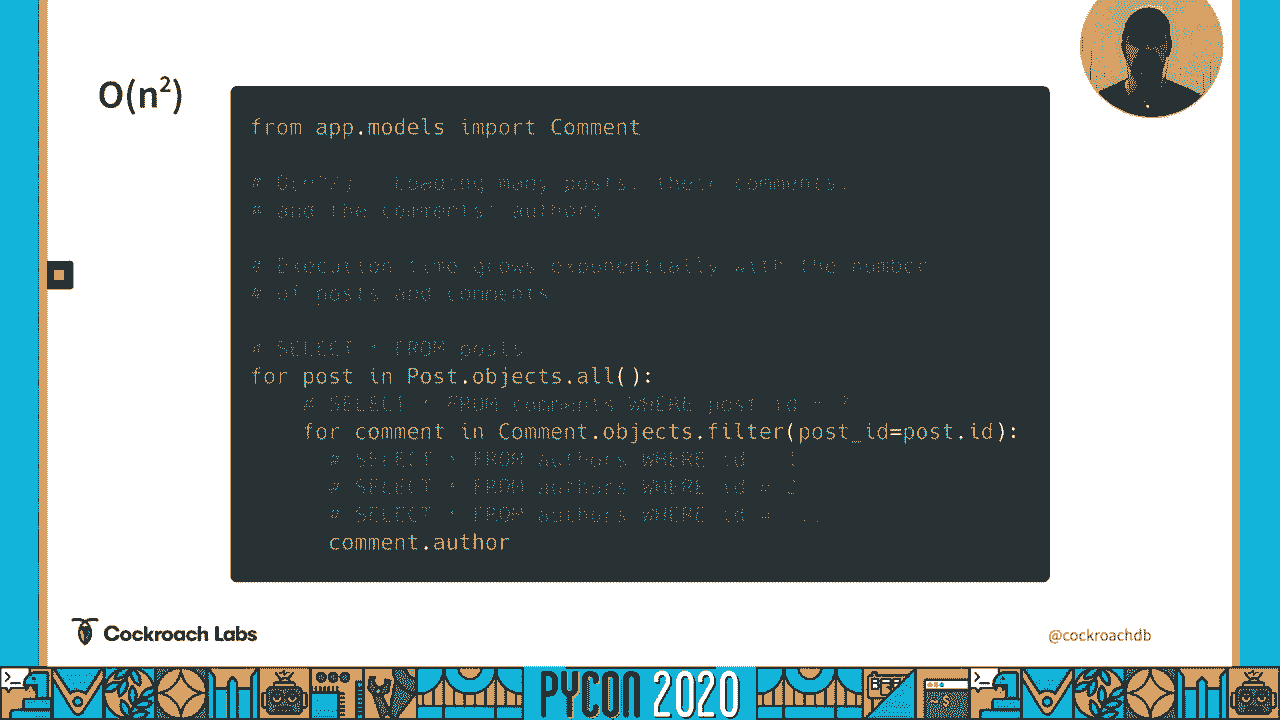 O(n²)
from app.models import Comment
# O(n^2): Loading many posts, their comments,
# and the comments' authors
# Execution time grows exponentially with the number
# of posts and comments
# SELECT * FROM posts
for post in Post.objects.all():
# SELECT * FROM comments WHERE post_id = ?
for comment in Comment.objects.filter(post_id=post.id):
# SELECT * FROM authors WHERE id = 1
# SELECT * FROM authors WHERE id = 2
# SELECT * FROM authors WHERE id = ...
comment.author
Cockroach Labs
@cockroachdb
PYCON 2020